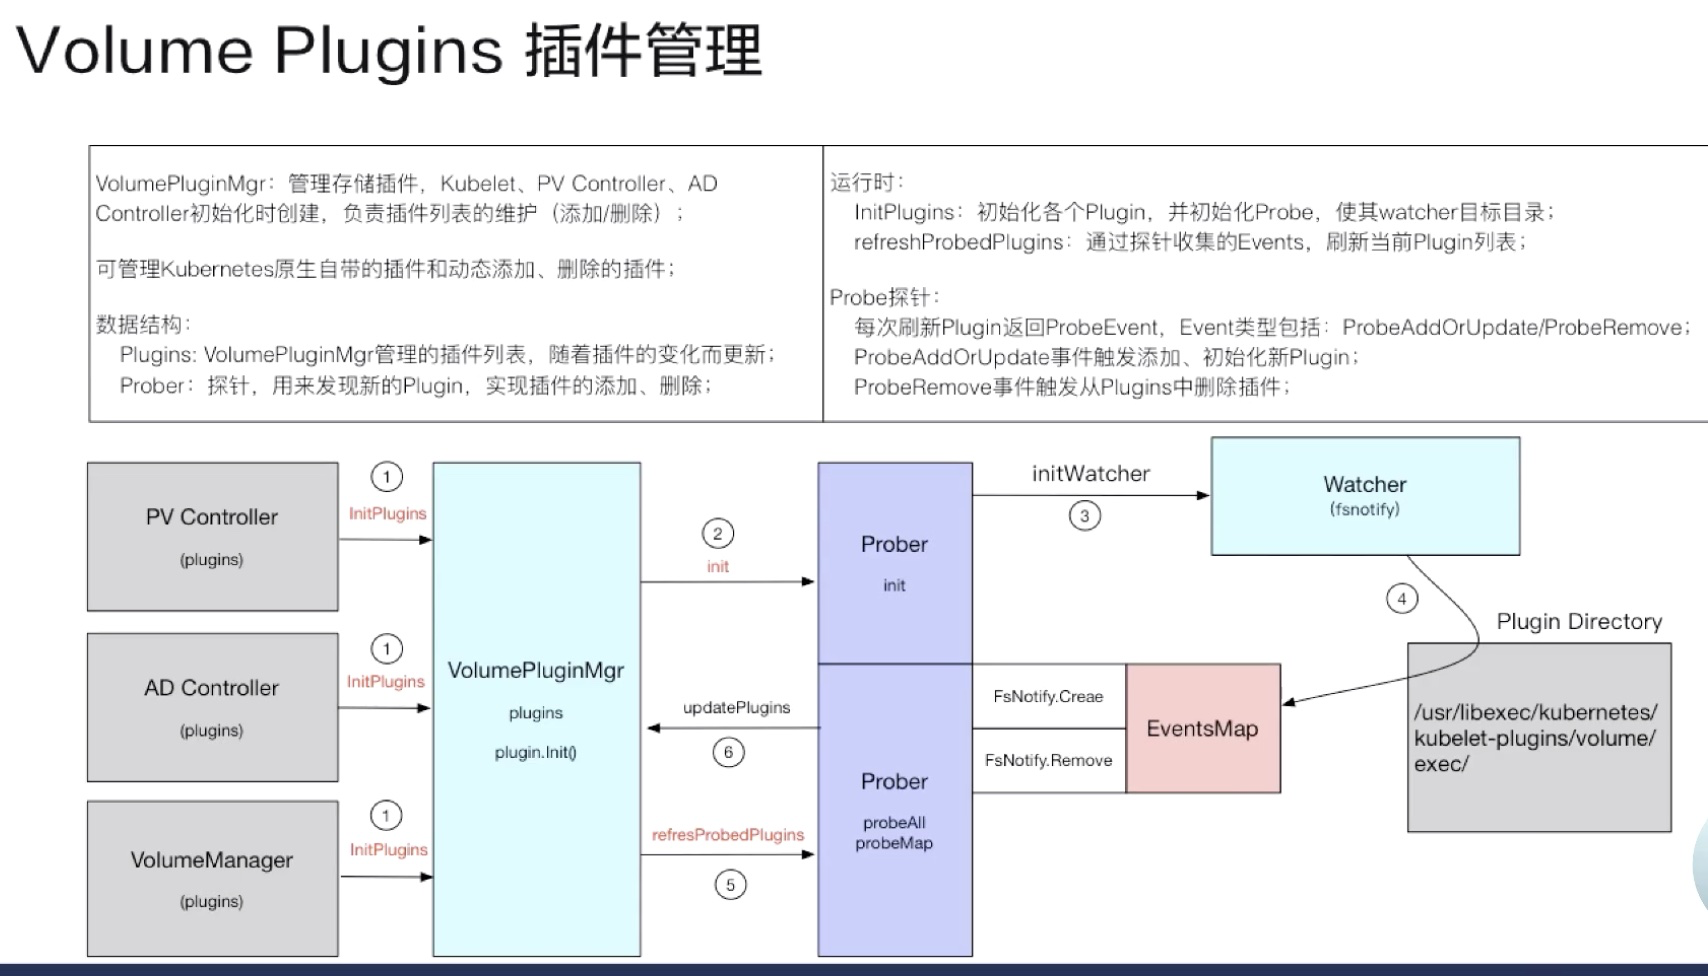 Volume Plugins 插件管理
VolumePluginMgr：管理存储插件，Kubelet、PV Controller、AD
Controller初始化时创建，负责插件列表的维护（添加/删除）；
可管理Kubernetes原生自带的插件和动态添加、删除的插件；
数据结构：
Plugins: VolumePluginMgr管理的插件列表，随着插件的变化而更新；
Prober：探针，用来发现新的Plugin，实现插件的添加、删除；
运行时：
InitPlugins：初始化各个Plugin，并初始化Probe，使其watcher目标目录；
refreshProbedPlugins：通过探针收集的Events，刷新当前Plugin列表；
Probe探针：
每次刷新Plugin返回ProbeEvent，Event类型包括：ProbeAddOrUpdate/ProbeRemove；
ProbeAddOrUpdate事件触发添加、初始化新Plugin；
ProbeRemove事件触发从Plugins中删除插件；
PV Controller
(plugins)
1
InitPlugins
AD Controller
(plugins)
1
InitPlugins
VolumeManager
(plugins)
1
InitPlugins
VolumePluginMgr
plugins
plugin.Init()
2
init
updatePlugins
6
refresProbedPlugins
5
Prober
init
Prober
probeAll
probeMap
initWatcher
3
Watcher
(fsnotify)
4
FsNotify.Creae
FsNotify.Remove
EventsMap
Plugin Directory
/usr/libexec/kubernetes/
kubelet-plugins/volume/
exec/